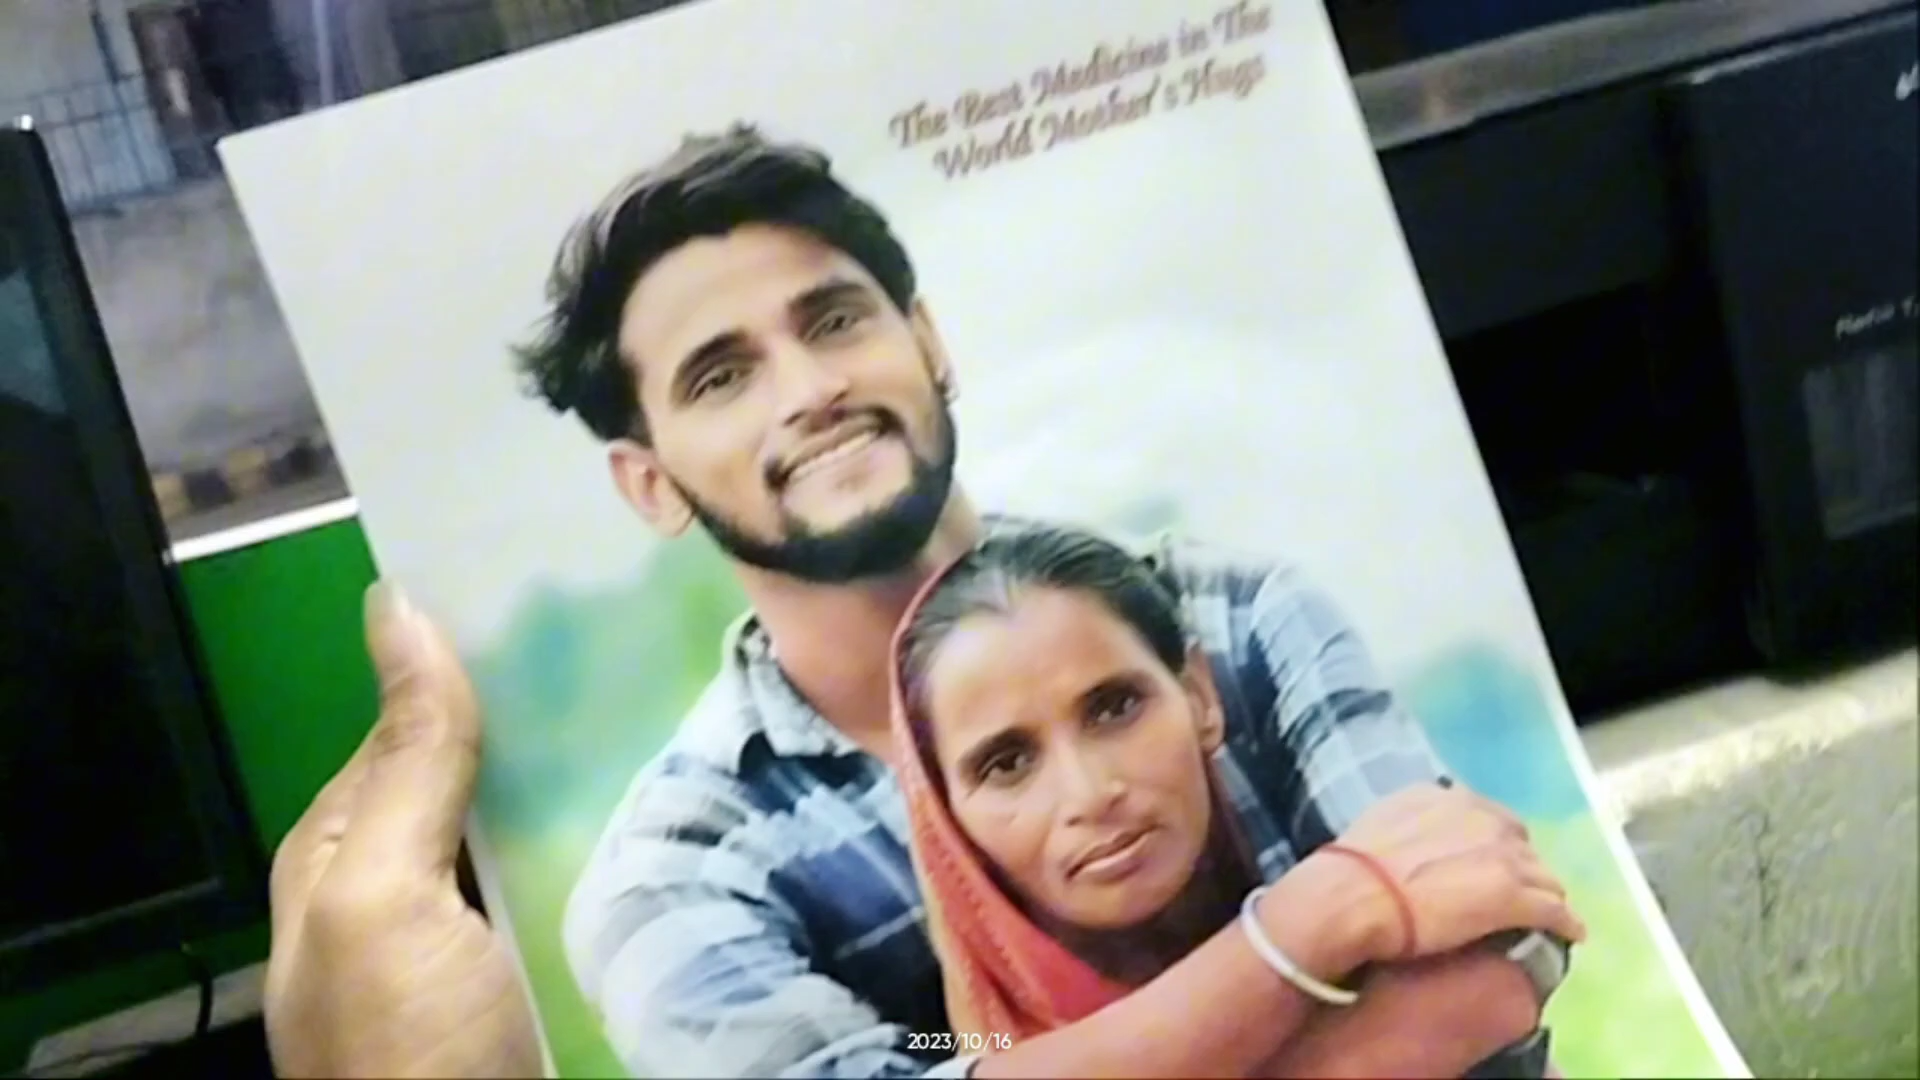 The Best Medicine in The
World Mother's Hugs
2023/10/16